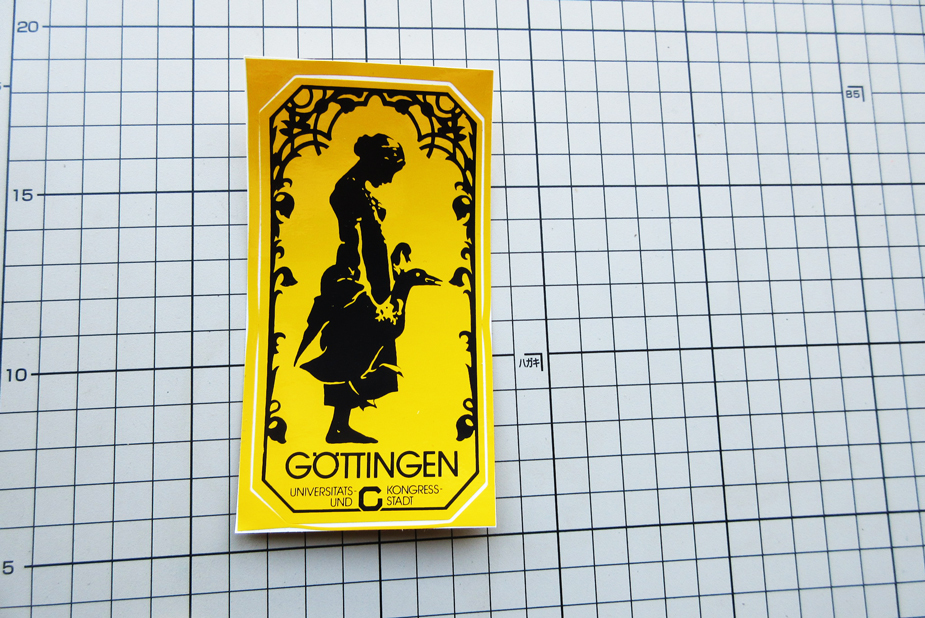 20
85
15
ハガキ
10
GÖTTINGEN
UNIVERSITÄTS- KONGRESS-
UND G STADT
5